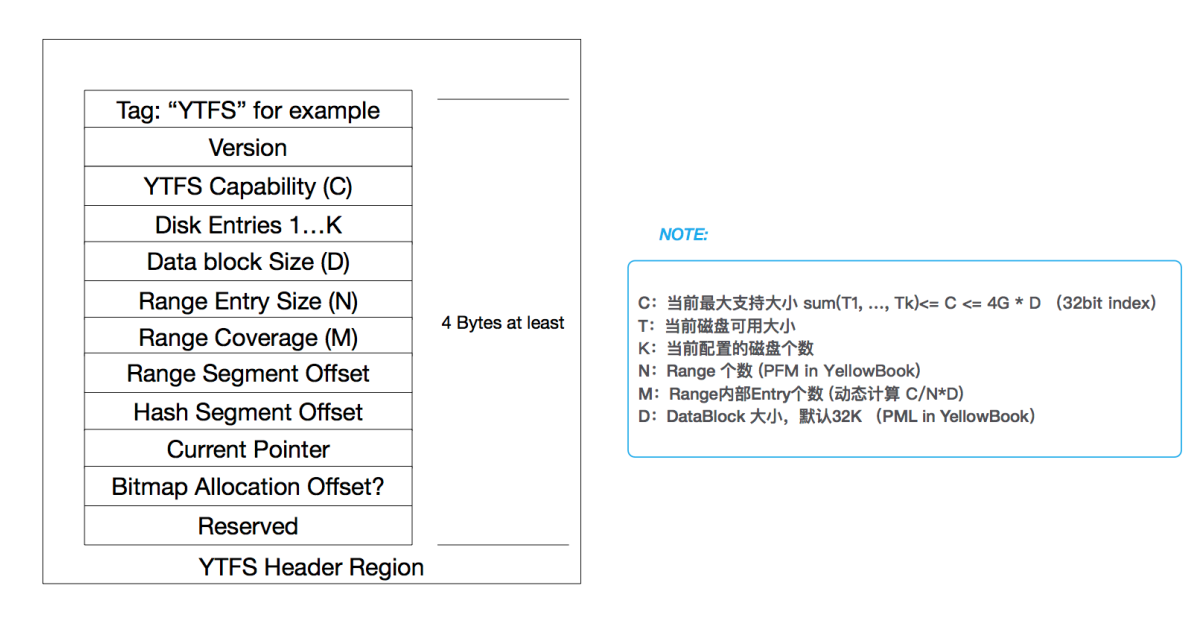 Tag: “YTFS” for example
Version
YTFS Capability (C)
Disk Entries 1…K
Data block Size (D)
Range Entry Size (N)
Range Coverage (M)
Range Segment Offset
Hash Segment Offset
Current Pointer
Bitmap Allocation Offset?
Reserved
YTFS Header Region
4 Bytes at least
NOTE:
C：当前最大支持大小 sum(T1, ..., Tk)<= C <= 4G * D （32bit index）
T：当前磁盘可用大小
K：当前配置的磁盘个数
N：Range 个数 (PFM in YellowBook）
M：Range内部Entry个数 (动态计算 C/N*D)
D：DataBlock 大小，默认32K （PML in YellowBook）